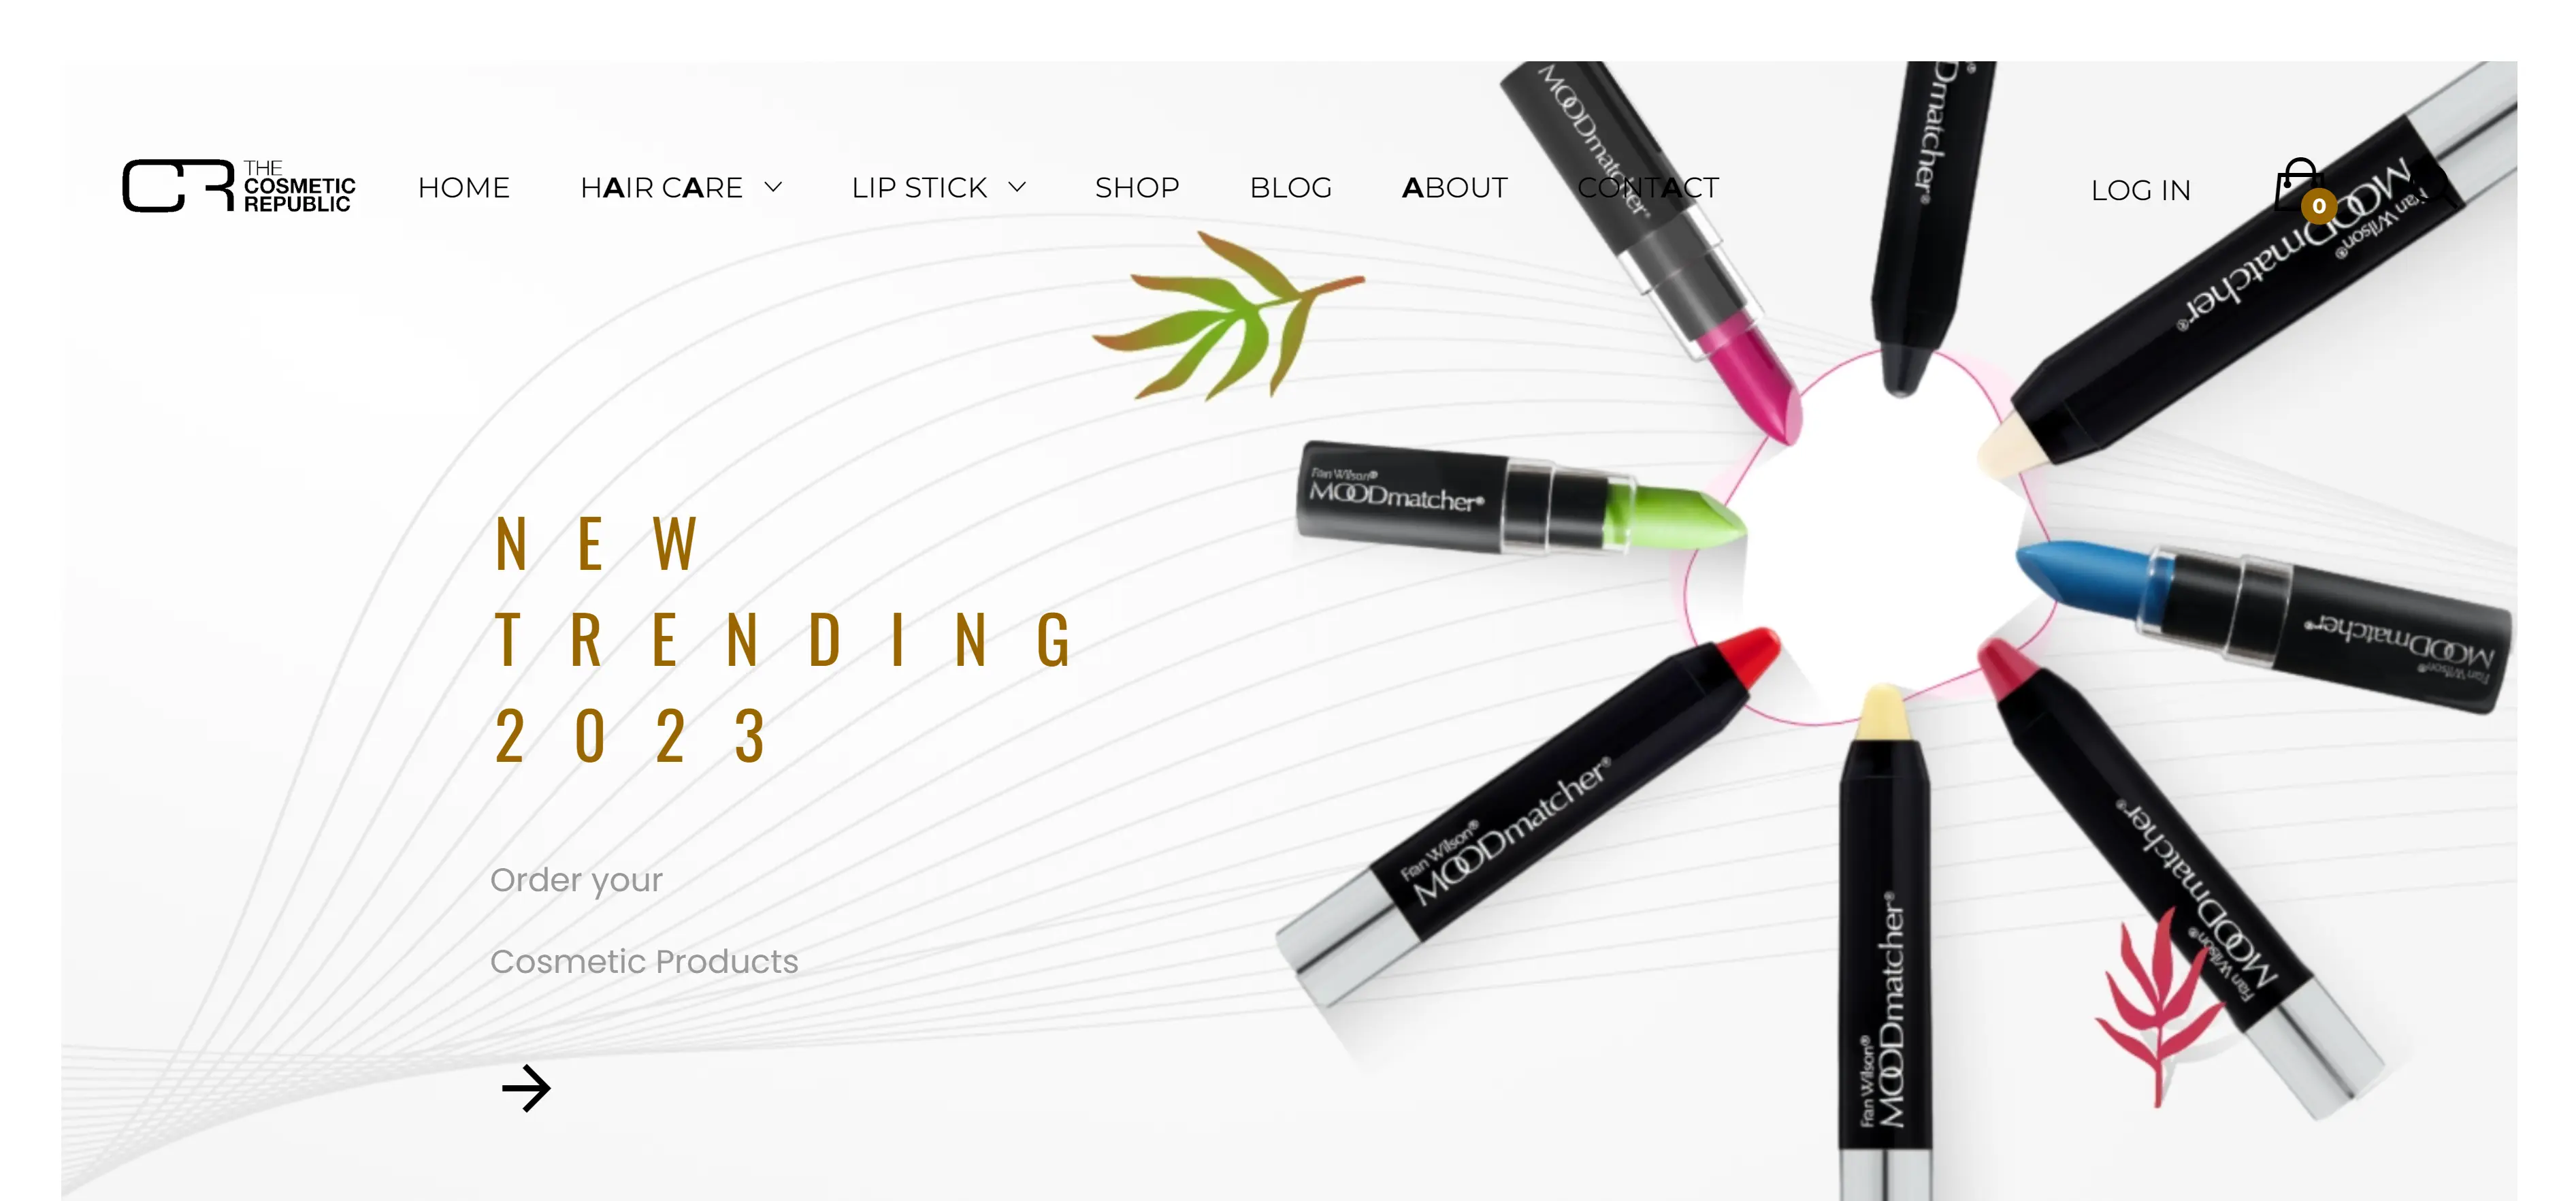 THE
COSMETIC
REPUBLIC
HOME
HAIR CARE
LIP STICK
SHOP
BLOG
ABOUT
CONTACT
LOG IN
0
NEW
TRENDING
2023
Order your
Cosmetic Products
MOODmatcher®
Dmatcher®
Fran Wilson®
MOODmatcher®
Fran Wilson®
MOODmatcher®
Fran Wilson®
MOODmatcher®
Fran Wilson®
MOODmatcher®
Fran Wilson®
MOODmatcher®
Fran Wilson®
MOODmatcher®